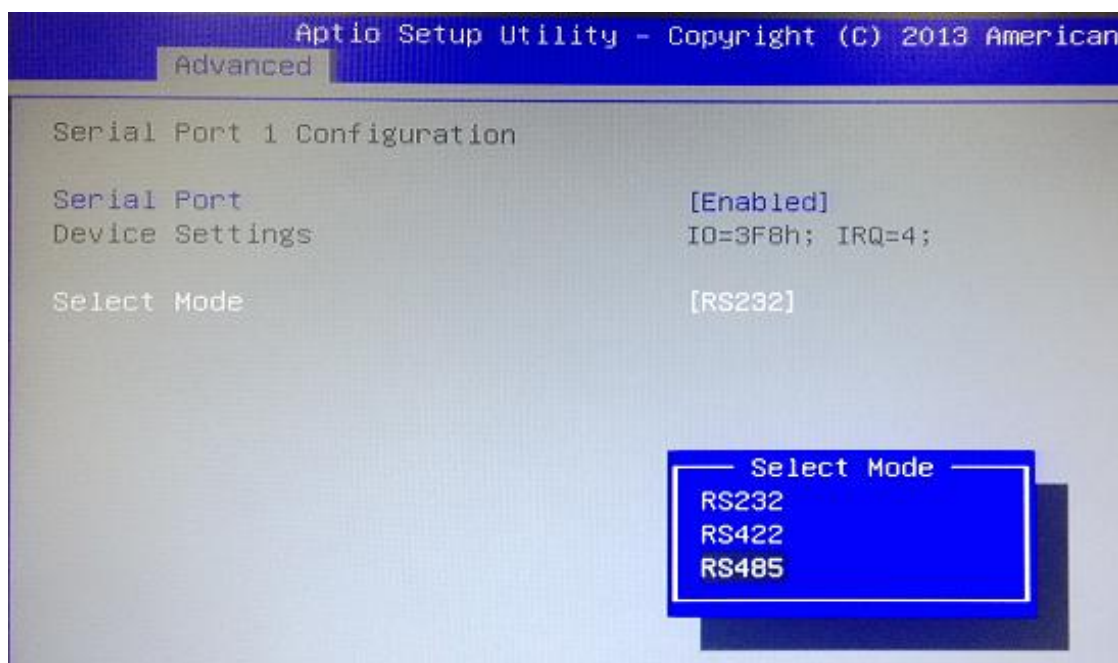 Aptio Setup Utility – Copyright (C) 2013 American
Advanced
Serial Port 1 Configuration
Serial Port [Enabled]
Device Settings IO=3F8h; IRQ=4;
Select Mode [RS232]
Select Mode
RS232
RS422
RS485